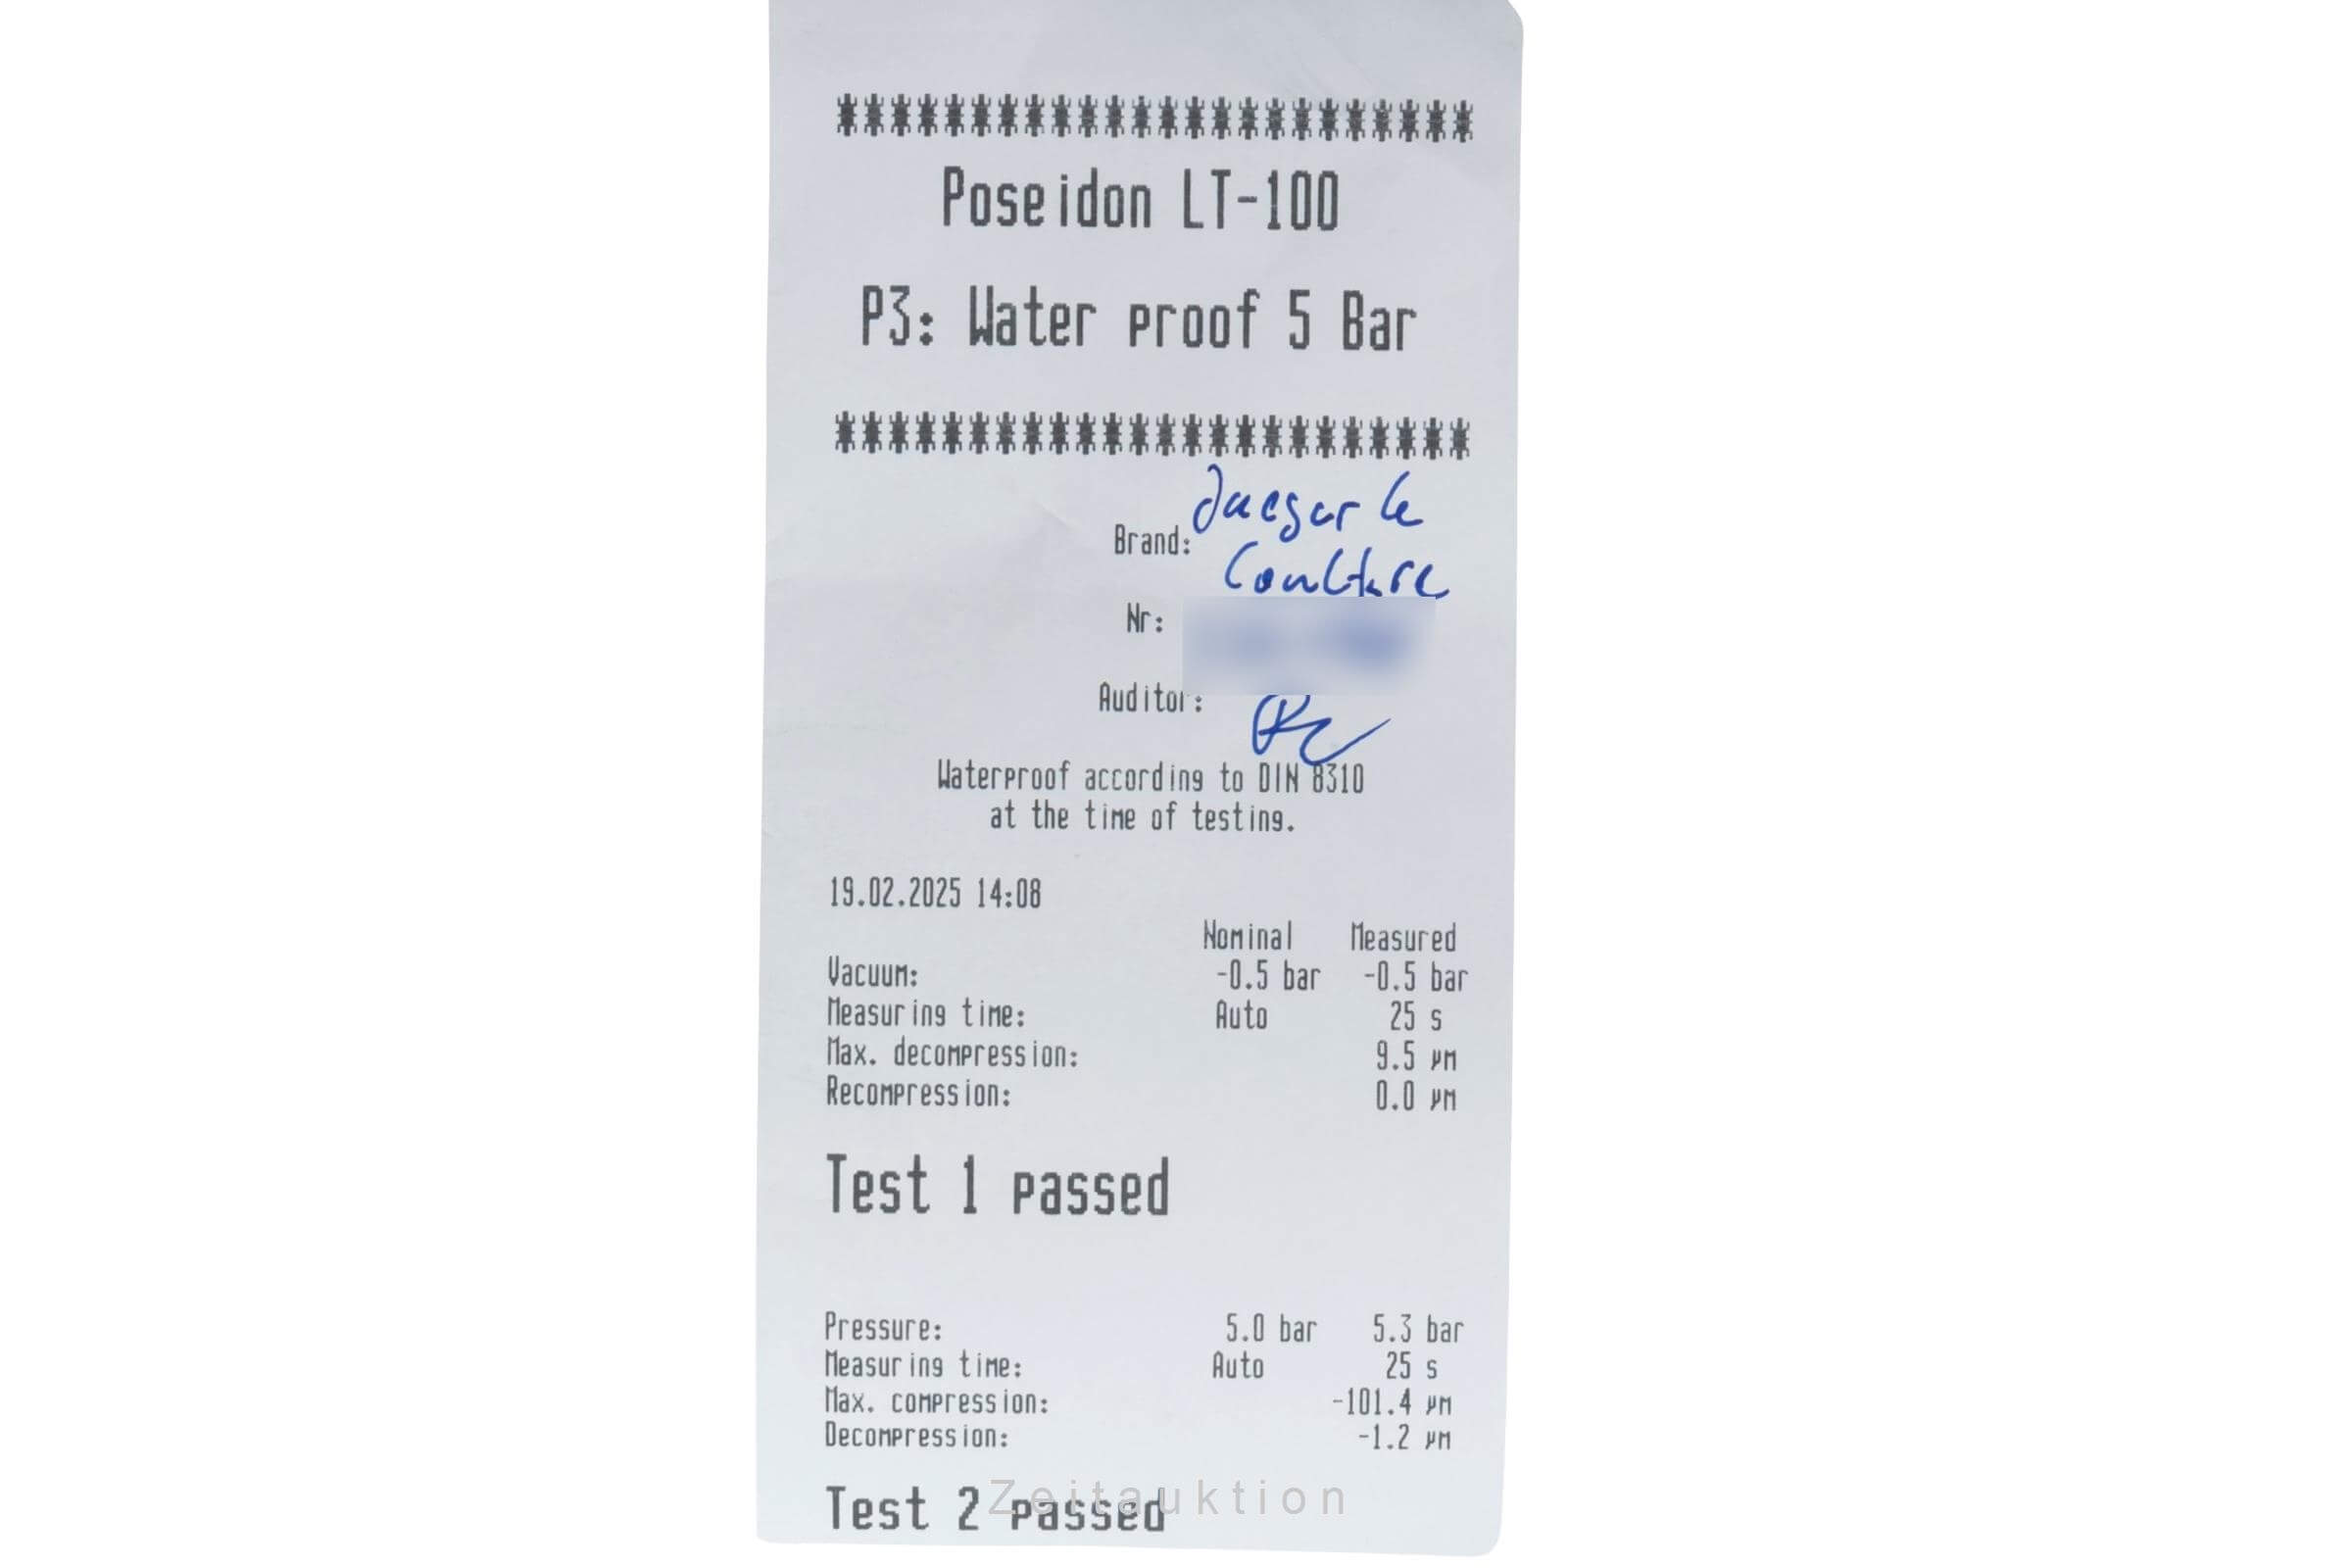 ************************
Poseidon LT-100
P3: Water proof 5 Bar
************************
Brand: Jaeger le
Coultre
Nr:
Auditor:
Waterproof according to DIN 8310
at the time of testing.
19.02.2025 14:08
Nominal Measured
Vacuum: -0.5 bar -0.5 bar
Measuring time: Auto 25 s
Max. decompression: 9.5 µm
Recompression: 0.0 µm
Test 1 passed
Pressure: 5.0 bar 5.3 bar
Measuring time: Auto 25 s
Max. compression: -101.4 µm
Decompression: -1.2 µm
Test 2 passed
Zeitauktion